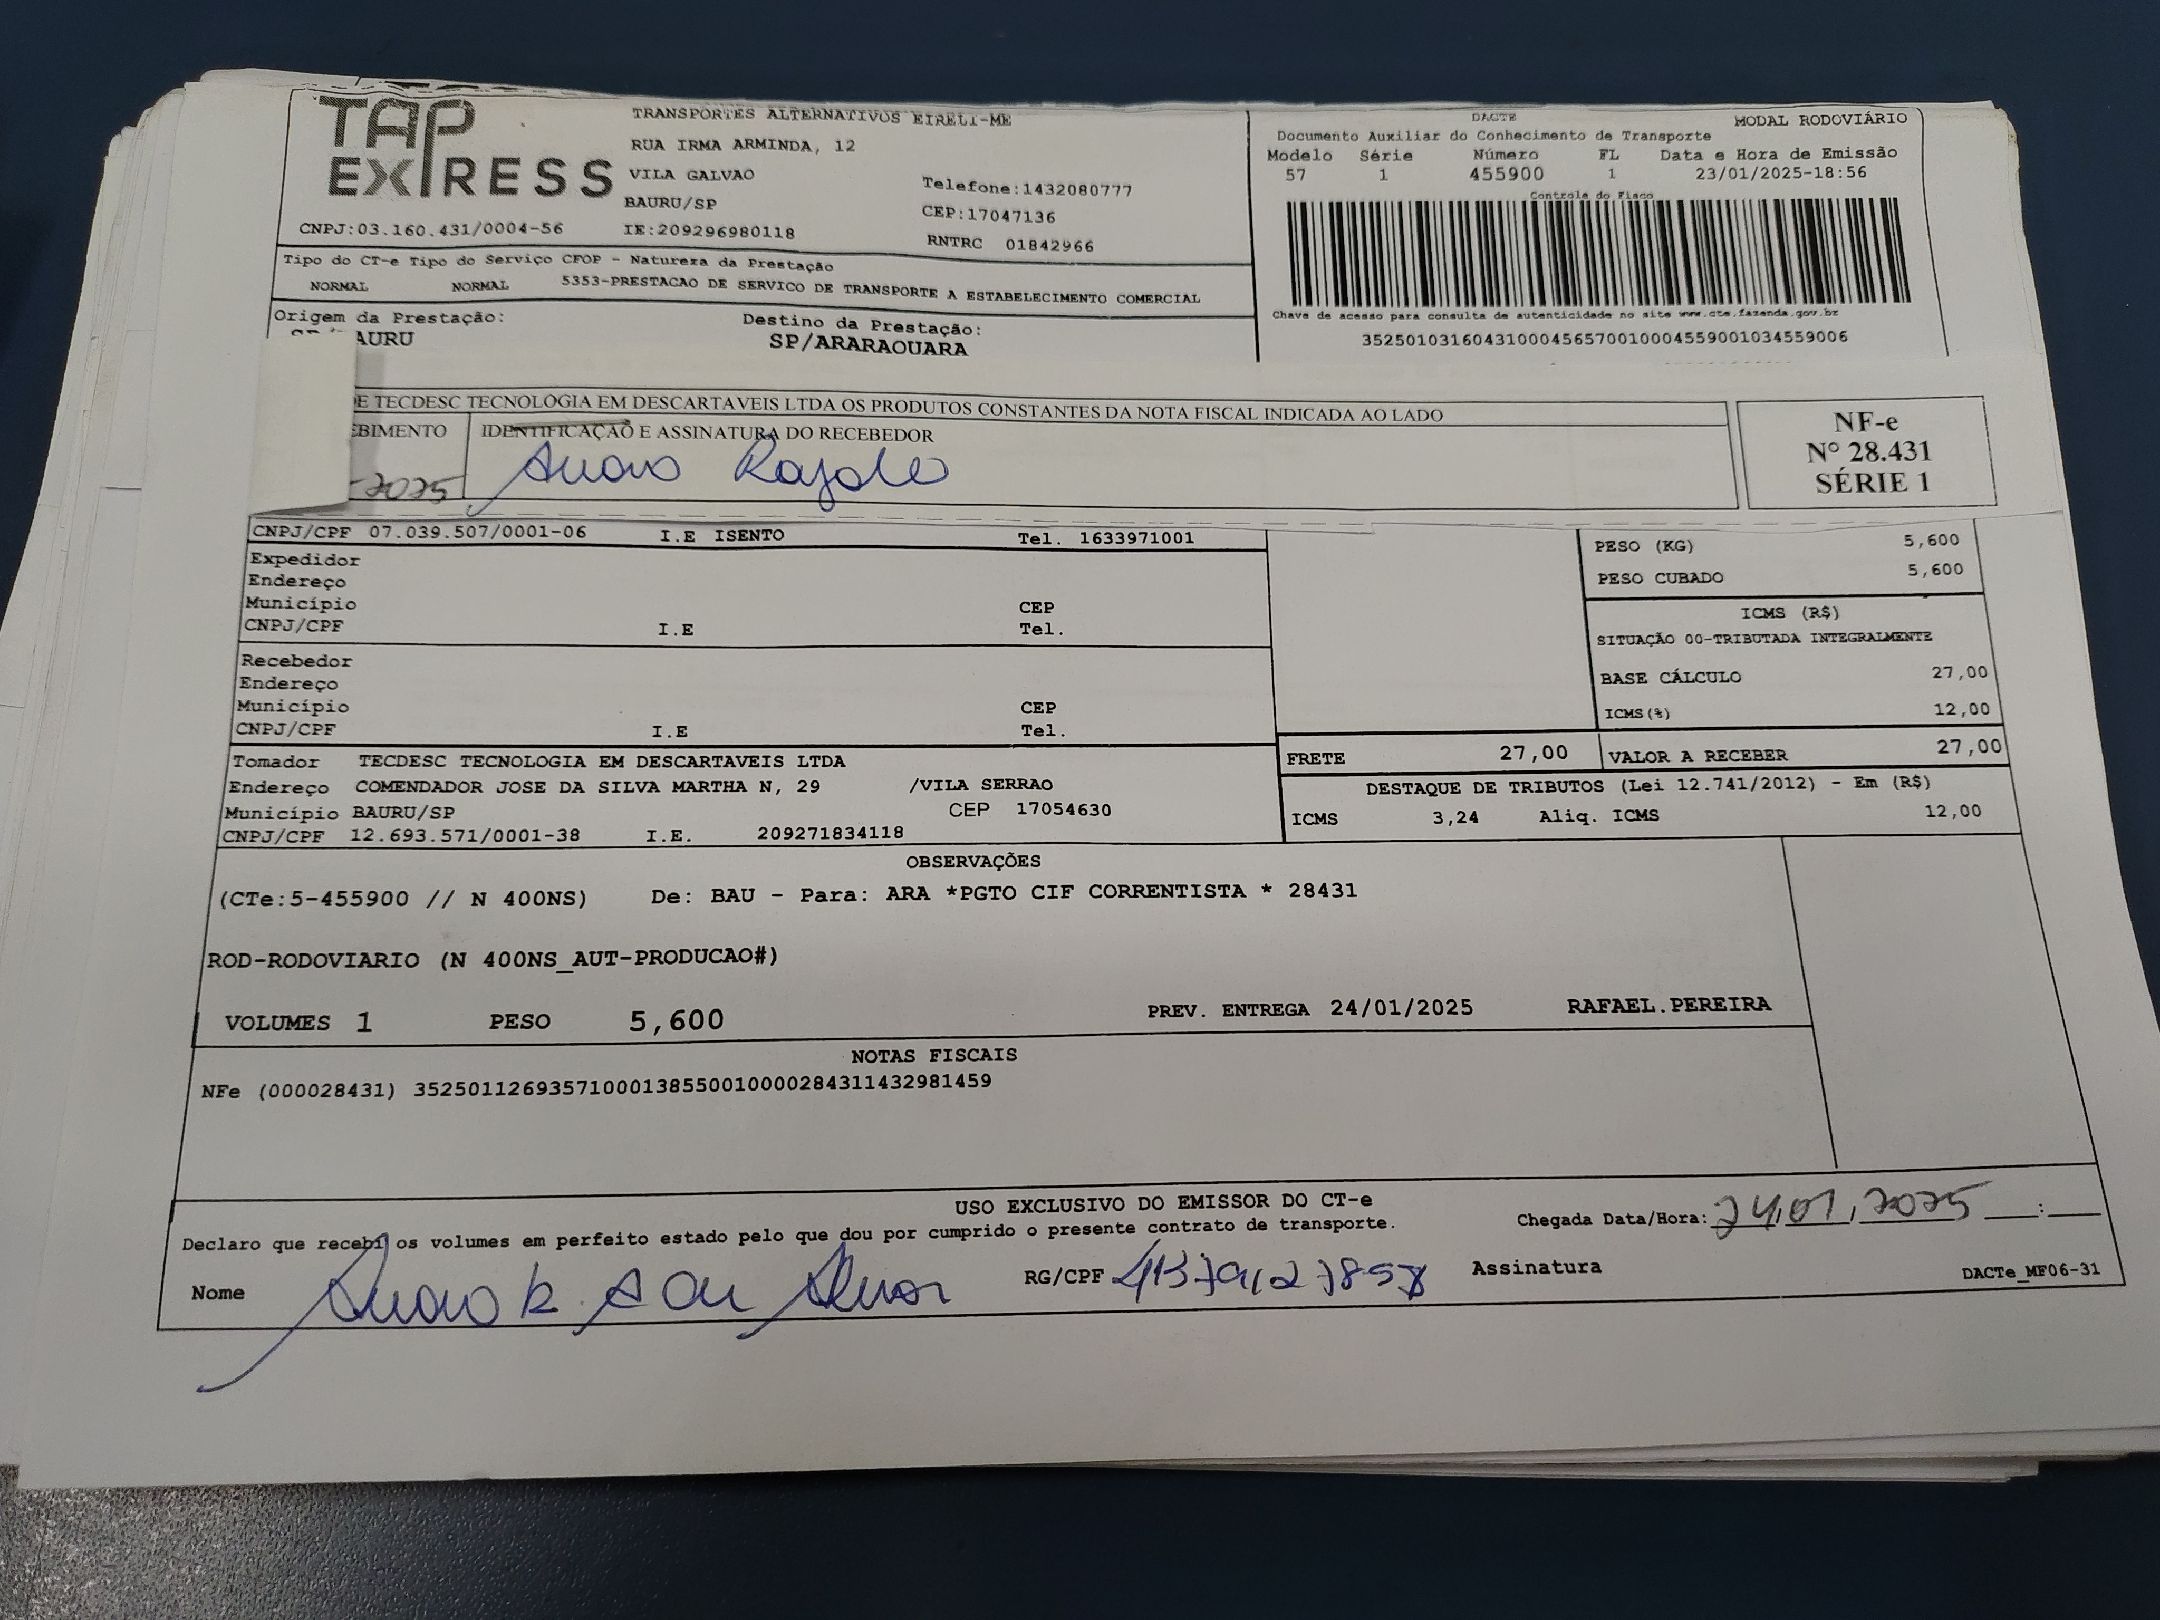 TAP EXPRESS
TRANSPORTES ALTERNATIVOS EIRELI-ME
RUA IRMA ARMINDA, 12
VILA GALVAO
Telefone:1432080777
BAURU/SP
CEP:17047136
CNPJ:03.160.431/0004-56 IE:209296980118
RNTRC 01842966
DACTE MODAL RODOVIÁRIO
Documento Auxiliar do Conhecimento de Transporte
Modelo Série Número FL Data e Hora de Emissão
57 1 455900 1 23/01/2025-18:56
Controle do Fisco
Tipo do CT-e Tipo do Serviço CFOP - Natureza da Prestação
NORMAL NORMAL 5353-PRESTACAO DE SERVICO DE TRANSPORTE A ESTABELECIMENTO COMERCIAL
Chave de acesso para consulta de autenticidade no site www.cte.fazenda.gov.br
35250103160431000456570010004559001034559006
Origem da Prestação: Destino da Prestação:
AURU SP/ARARAQUARA
E TECDESC TECNOLOGIA EM DESCARTAVEIS LTDA OS PRODUTOS CONSTANTES DA NOTA FISCAL INDICADA AO LADO
EBIMENTO IDENTIFICAÇÃO E ASSINATURA DO RECEBEDOR
-2025
NF-e
Nº 28.431
SÉRIE 1
CNPJ/CPF 07.039.507/0001-06 I.E ISENTO Tel. 1633971001
Expedidor
Endereço
Município CEP
CNPJ/CPF I.E Tel.
Recebedor
Endereço
Município CEP
CNPJ/CPF I.E Tel.
PESO (KG) 5,600
PESO CUBADO 5,600
ICMS (R$)
SITUAÇÃO 00-TRIBUTADA INTEGRALMENTE
BASE CÁLCULO 27,00
ICMS(%) 12,00
Tomador TECDESC TECNOLOGIA EM DESCARTAVEIS LTDA
Endereço COMENDADOR JOSE DA SILVA MARTHA N, 29 /VILA SERRAO
Município BAURU/SP CEP 17054630
CNPJ/CPF 12.693.571/0001-38 I.E. 209271834118
FRETE 27,00 VALOR A RECEBER 27,00
DESTAQUE DE TRIBUTOS (Lei 12.741/2012) - Em (R$)
ICMS 3,24 Aliq. ICMS 12,00
OBSERVAÇÕES
(CTe:5-455900 // N 400NS) De: BAU - Para: ARA *PGTO CIF CORRENTISTA * 28431
ROD-RODOVIARIO (N 400NS_AUT-PRODUCAO#)
VOLUMES 1 PESO 5,600 PREV. ENTREGA 24/01/2025 RAFAEL.PEREIRA
NOTAS FISCAIS
NFe (000028431) 35250112693571000138550010000284311432981459
USO EXCLUSIVO DO EMISSOR DO CT-e
Declaro que recebi os volumes em perfeito estado pelo que dou por cumprido o presente contrato de transporte.
Chegada Data/Hora: 24,01,2025 __:__
Nome RG/CPF Assinatura DACTe_MF06-31